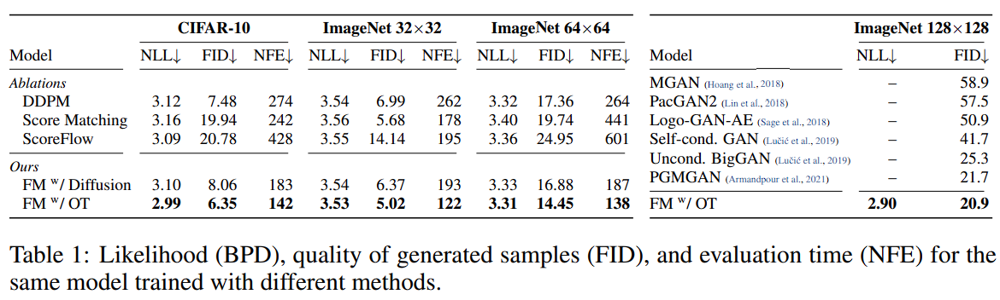 CIFAR-10 ImageNet 32×32 ImageNet 64×64
Model NLL↓ FID↓ NFE↓ NLL↓ FID↓ NFE↓ NLL↓ FID↓ NFE↓
Ablations
DDPM 3.12 7.48 274 3.54 6.99 262 3.32 17.36 264
Score Matching 3.16 19.94 242 3.56 5.68 178 3.40 19.74 441
ScoreFlow 3.09 20.78 428 3.55 14.14 195 3.36 24.95 601
Ours
FM w/ Diffusion 3.10 8.06 183 3.54 6.37 193 3.33 16.88 187
FM w/ OT 2.99 6.35 142 3.53 5.02 122 3.31 14.45 138
ImageNet 128×128
Model NLL↓ FID↓
MGAN (Hoang et al., 2018) – 58.9
PacGAN2 (Lin et al., 2018) – 57.5
Logo-GAN-AE (Sage et al., 2018) – 50.9
Self-cond. GAN (Lučić et al., 2019) – 41.7
Uncond. BigGAN (Lučić et al., 2019) – 25.3
PGMGAN (Armandpour et al., 2021) – 21.7
FM w/ OT 2.90 20.9
Table 1: Likelihood (BPD), quality of generated samples (FID), and evaluation time (NFE) for the
same model trained with different methods.